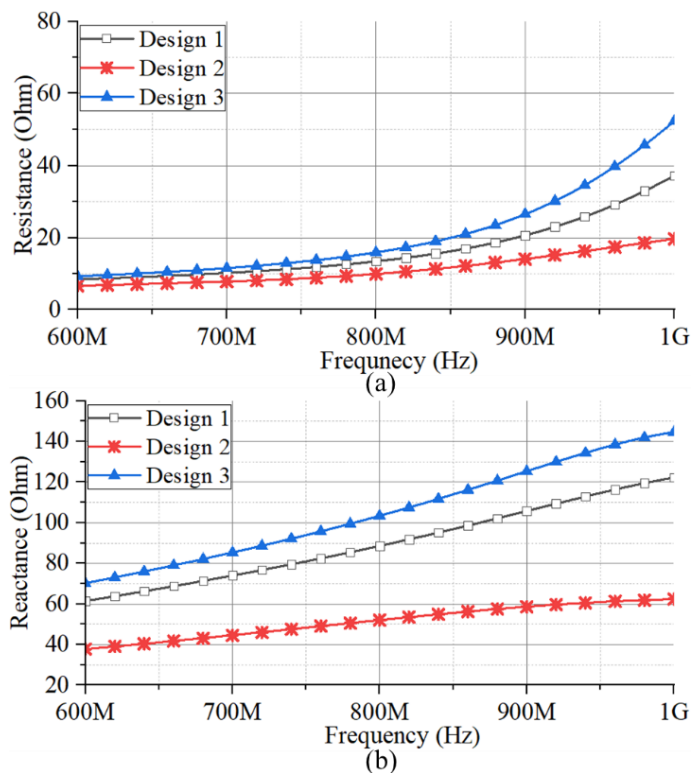 80
60
40
20
0
Resistance (Ohm)
Design 1
Design 2
Design 3
600M 700M 800M 900M 1G
Frequnecy (Hz)
(a)
160
140
120
100
80
60
40
20
Reactance (Ohm)
Design 1
Design 2
Design 3
600M 700M 800M 900M 1G
Frequency (Hz)
(b)